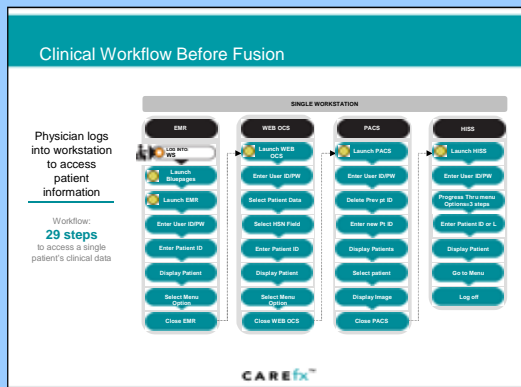 Clinical Workflow Before Fusion
Physician logs
into workstation
to access
patient
information
Workflow:
29 steps
to access a single
patient's clinical data
SINGLE WORKSTATION
EMR
LOG INTO
WS
Launch
Bluepages
Launch EMR
Enter User ID/PW
Enter Patient ID
Display Patient
Select Menu
Option
Close EMR
WEB OCS
Launch WEB
OCS
Enter User ID/PW
Select Patient Data
Select HSN Field
Enter Patient ID
Display Patient
Select Menu
Option
Close WEB OCS
PACS
Launch PACS
Enter User ID/PW
Delete Prev pt ID
Enter new Pt ID
Display Patients
Select patient
Display Image
Close PACS
HISS
Launch HISS
Enter User ID/PW
Progress Thru menu
Options=3 steps
Enter Patient ID or L
Display Patient
Go to Menu
Log off
CAREfx™